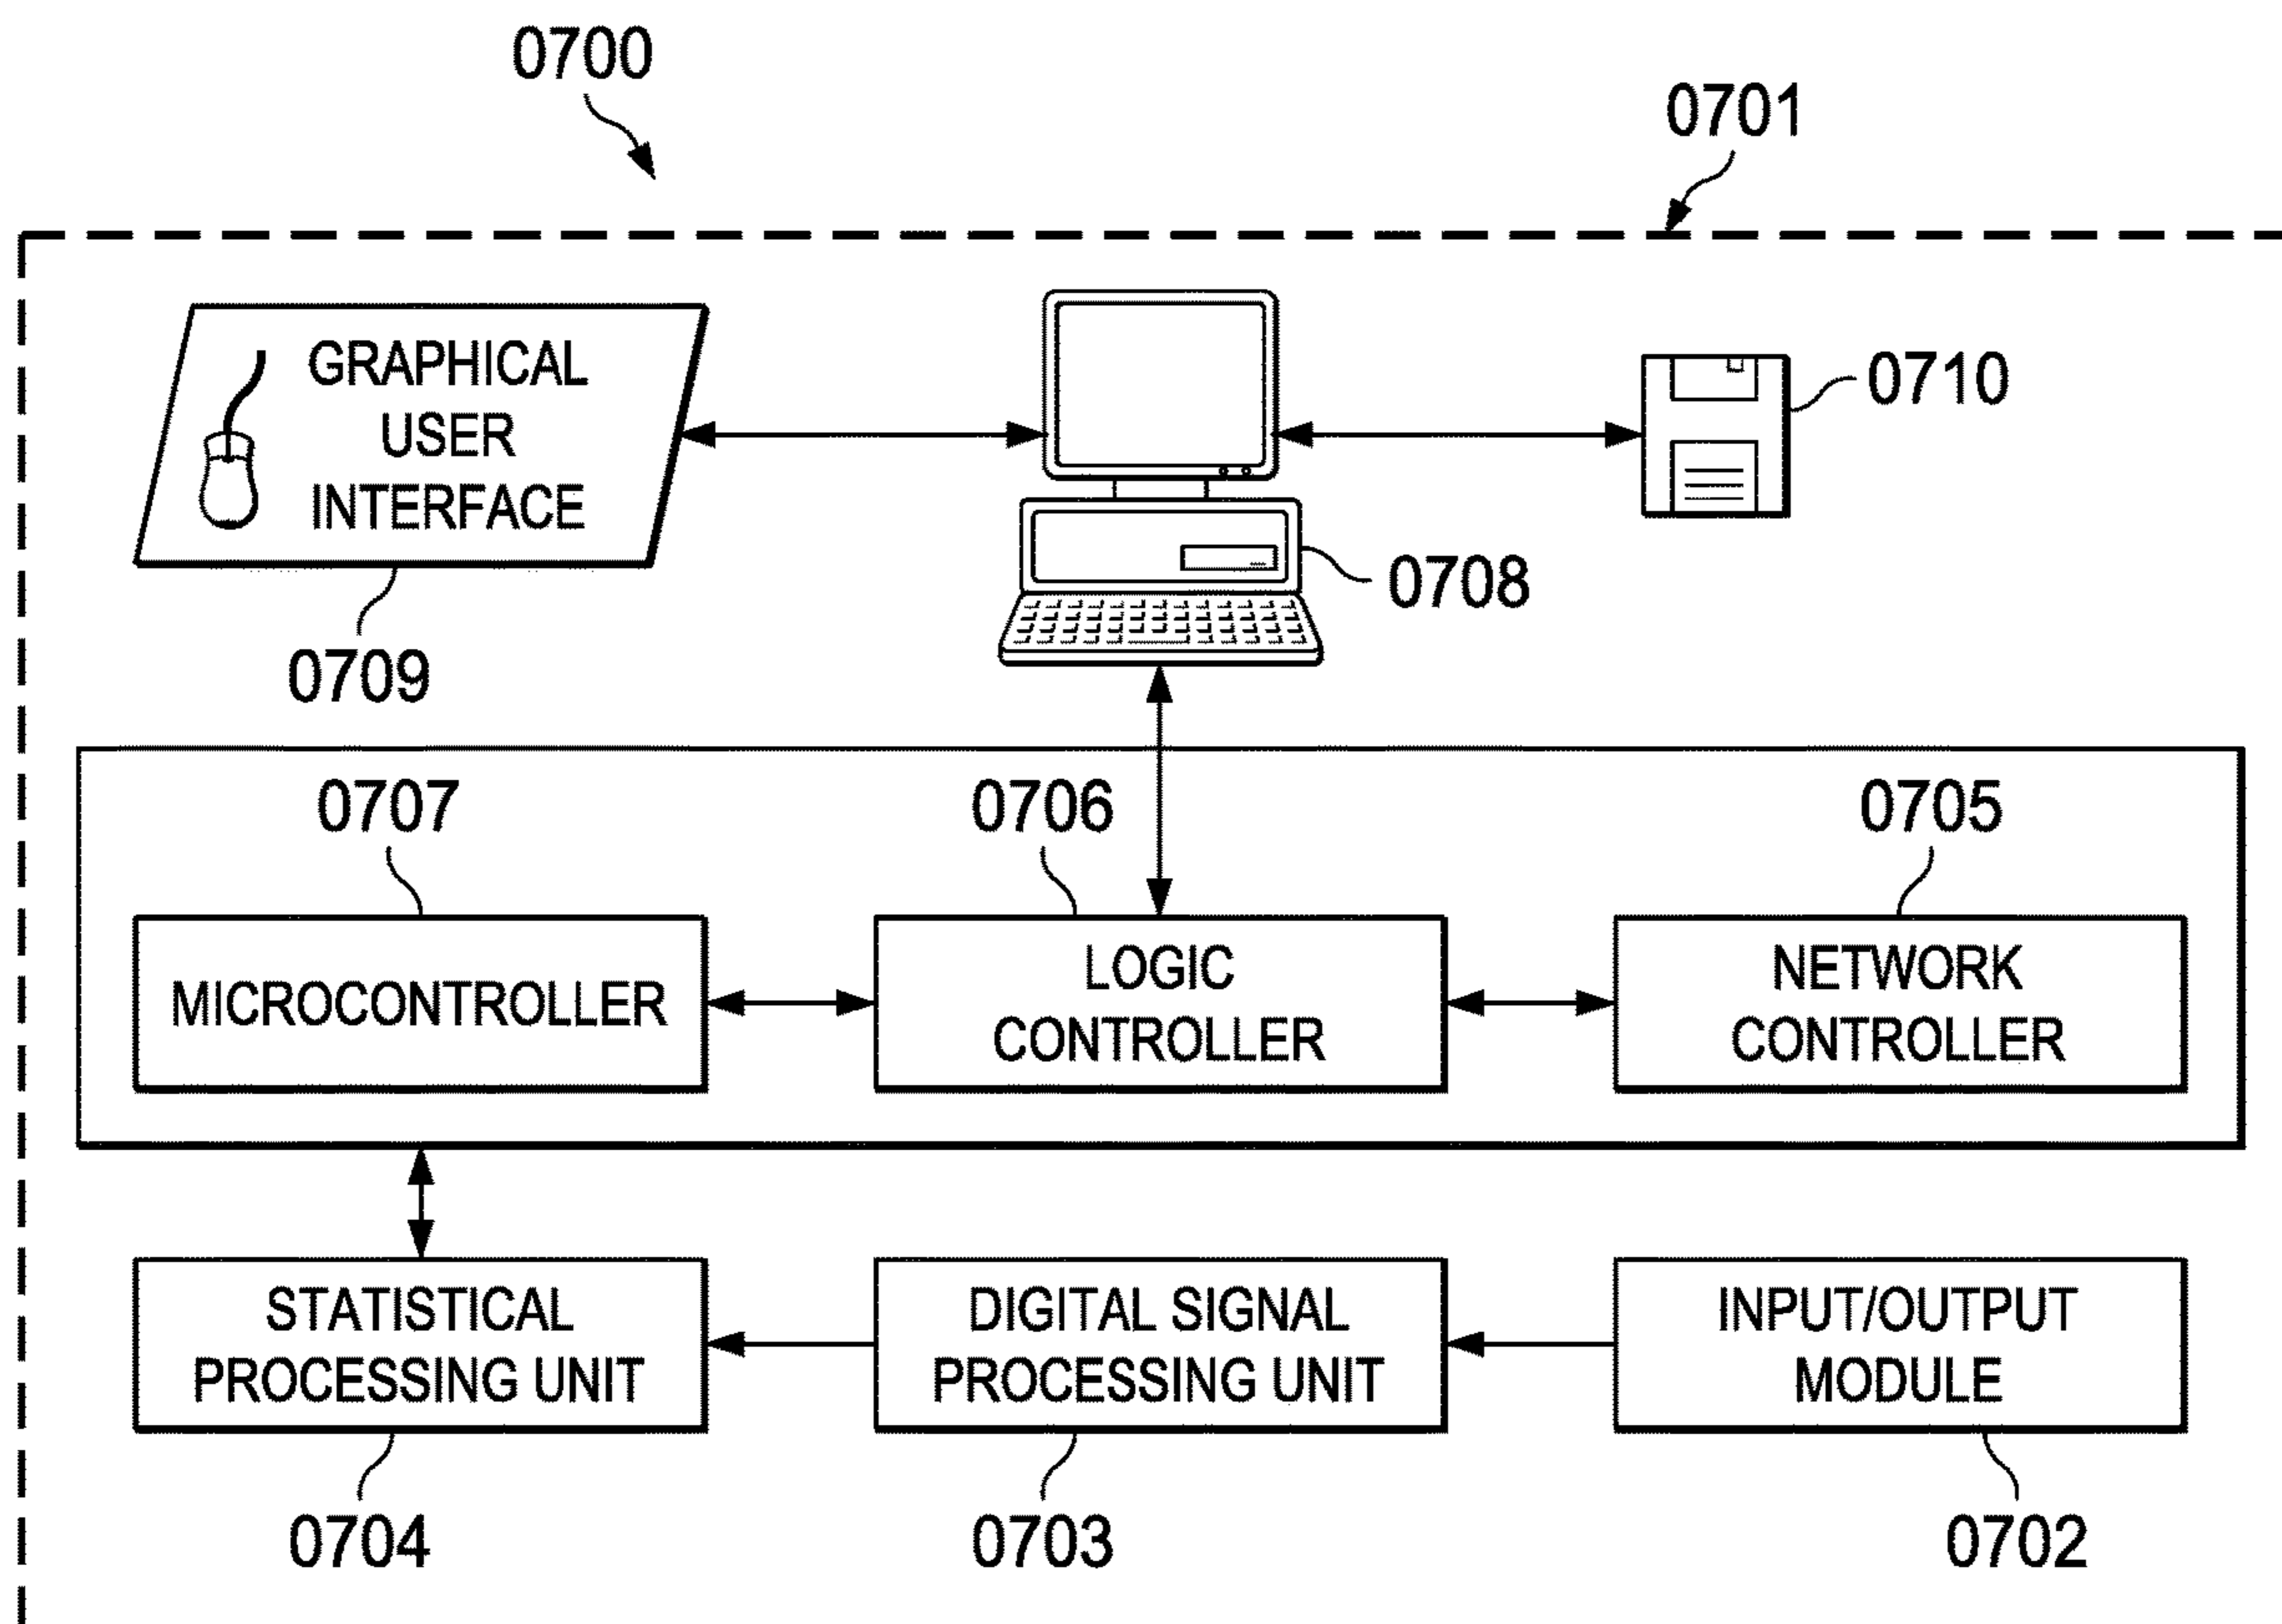 0700
0701
GRAPHICAL
USER
INTERFACE
0710
0708
0709
0707
0706
0705
MICROCONTROLLER
LOGIC
CONTROLLER
NETWORK
CONTROLLER
STATISTICAL
PROCESSING UNIT
DIGITAL SIGNAL
PROCESSING UNIT
INPUT/OUTPUT
MODULE
0704
0703
0702